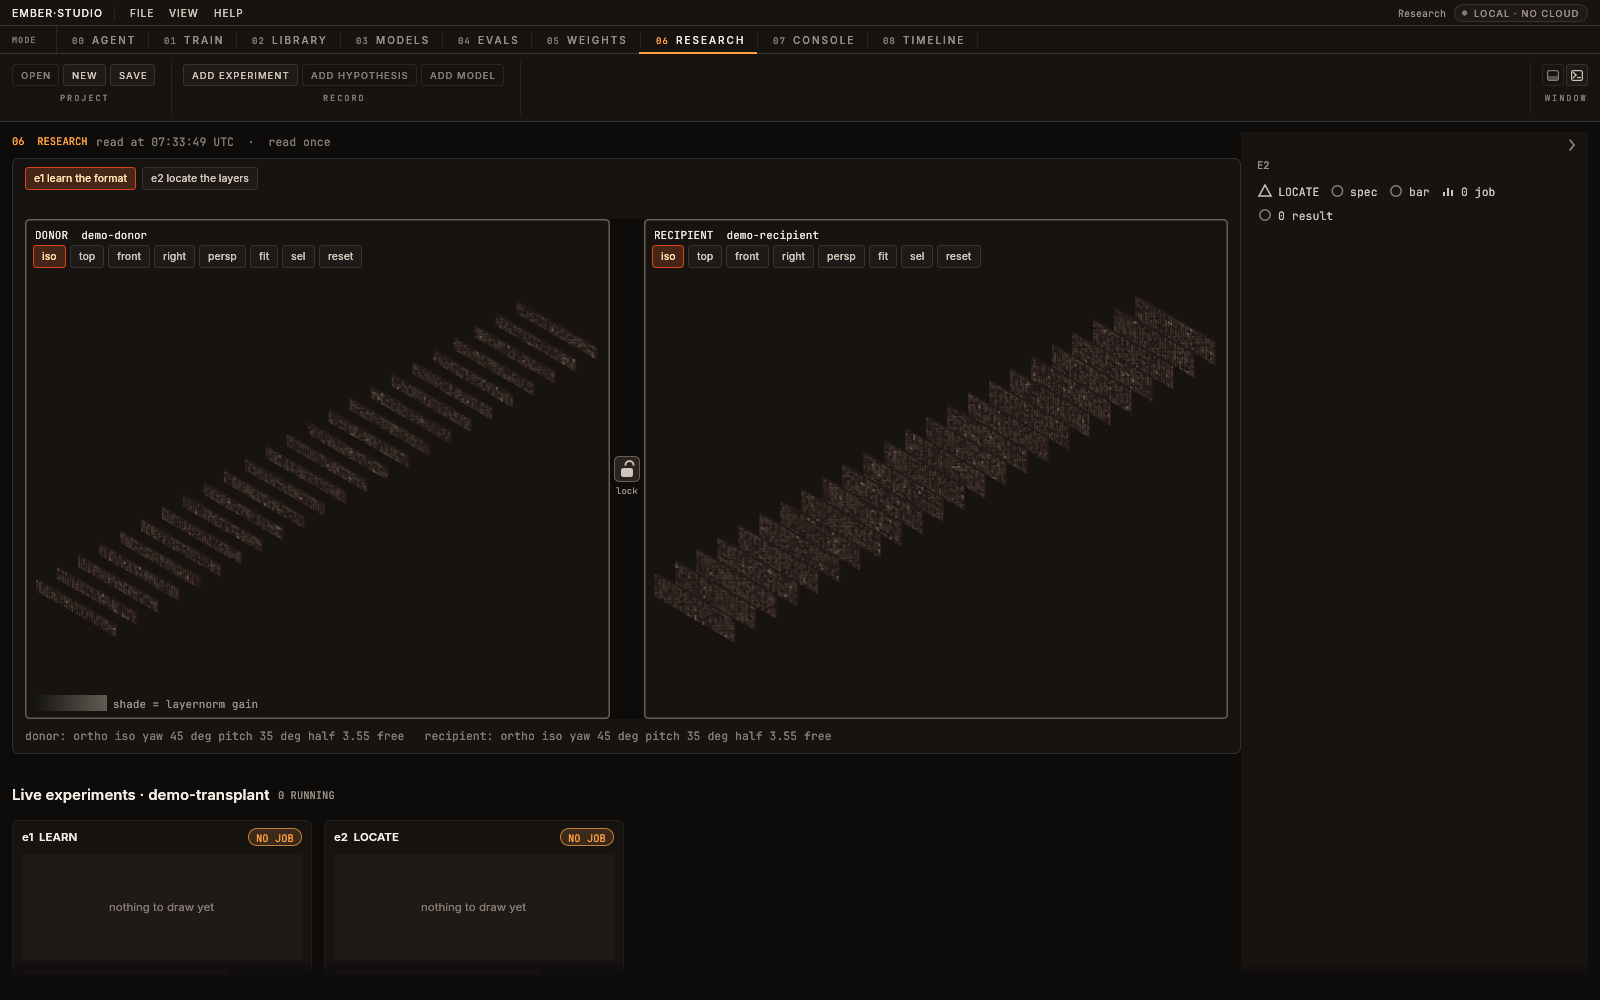 EMBER·STUDIO FILE VIEW HELP Research LOCAL · NO CLOUD
MODE 00 AGENT 01 TRAIN 02 LIBRARY 03 MODELS 04 EVALS 05 WEIGHTS 06 RESEARCH 07 CONSOLE 08 TIMELINE
OPEN NEW SAVE ADD EXPERIMENT ADD HYPOTHESIS ADD MODEL
PROJECT RECORD WINDOW
06 RESEARCH read at 07:33:49 UTC · read once
e1 learn the format e2 locate the layers
DONOR demo-donor
iso top front right persp fit sel reset
shade = layernorm gain
lock
RECIPIENT demo-recipient
iso top front right persp fit sel reset
donor: ortho iso yaw 45 deg pitch 35 deg half 3.55 free recipient: ortho iso yaw 45 deg pitch 35 deg half 3.55 free
Live experiments · demo-transplant 0 RUNNING
e1 LEARN NO JOB
nothing to draw yet
e2 LOCATE NO JOB
nothing to draw yet
E2
LOCATE spec bar 0 job
0 result